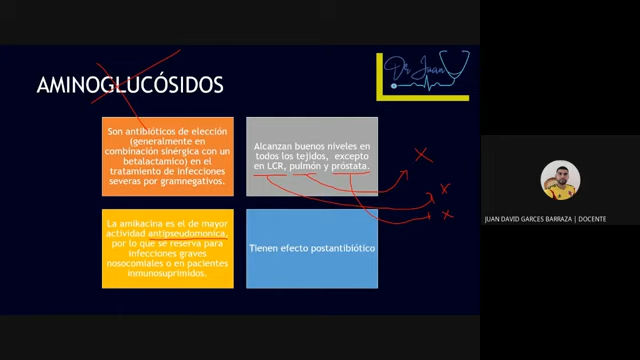 AMINOGLUCÓSIDOS
Dr Juan
Son antibióticos de elección
(generalmente en
combinación sinérgica con un
betalactamico) en el
tratamiento de infecciones
severas por gramnegativos.
Alcanzan buenos niveles en
todos los tejidos, excepto
en LCR, pulmón y próstata.
X
X
X
La amikacina es el de mayor
actividad antipseudomonica,
por lo que se reserva para
infecciones graves
nosocomiales o en pacientes
inmunosuprimidos.
Tienen efecto postantibiótico
JUAN DAVID GARCES BARRAZA | DOCENTE